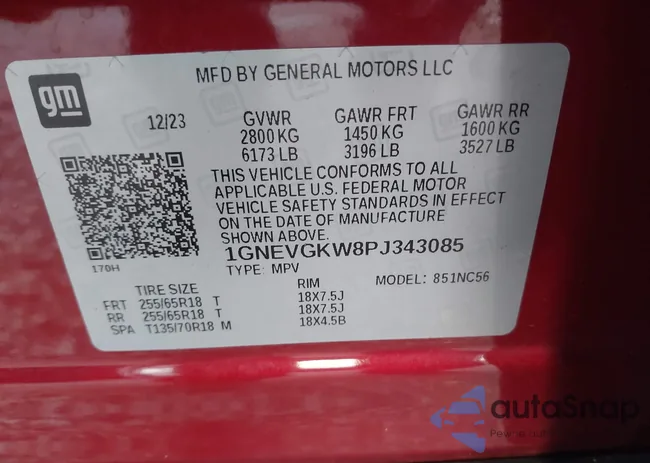 gm
MFD BY GENERAL MOTORS LLC
12/23 GVWR GAWR FRT GAWR RR
2800 KG 1450 KG 1600 KG
6173 LB 3196 LB 3527 LB
THIS VEHICLE CONFORMS TO ALL
APPLICABLE U.S. FEDERAL MOTOR
VEHICLE SAFETY STANDARDS IN EFFECT
ON THE DATE OF MANUFACTURE
SHOWN ABOVE.
170H
1GNEVGKW8PJ343085
TYPE: MPV MODEL: 851NC56
TIRE SIZE RIM
FRT 255/65R18 T 18X7.5J
RR 255/65R18 T 18X7.5J
SPA T135/70R18 M 18X4.5B
autoSnap